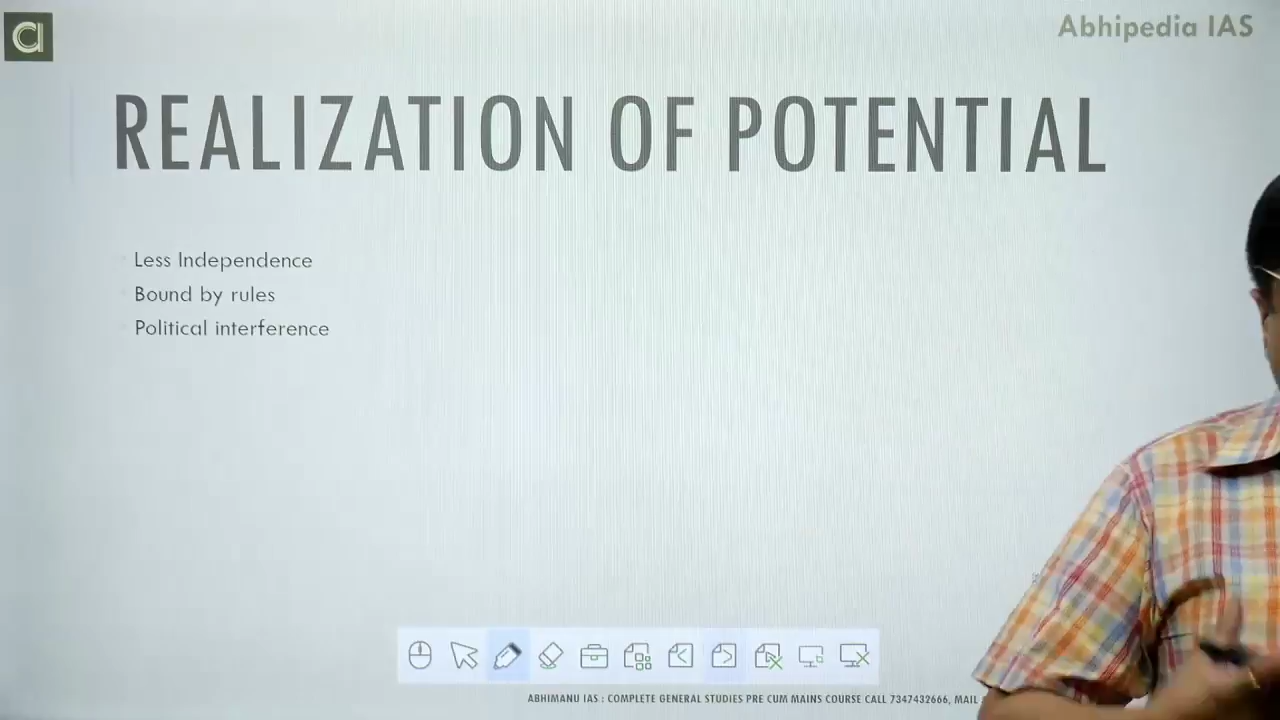 Abhipedia IAS
REALIZATION OF POTENTIAL
Less Independence
Bound by rules
Political interference
ABHIMANU IAS : COMPLETE GENERAL STUDIES PRE CUM MAINS COURSE CALL 7347432666, MAIL